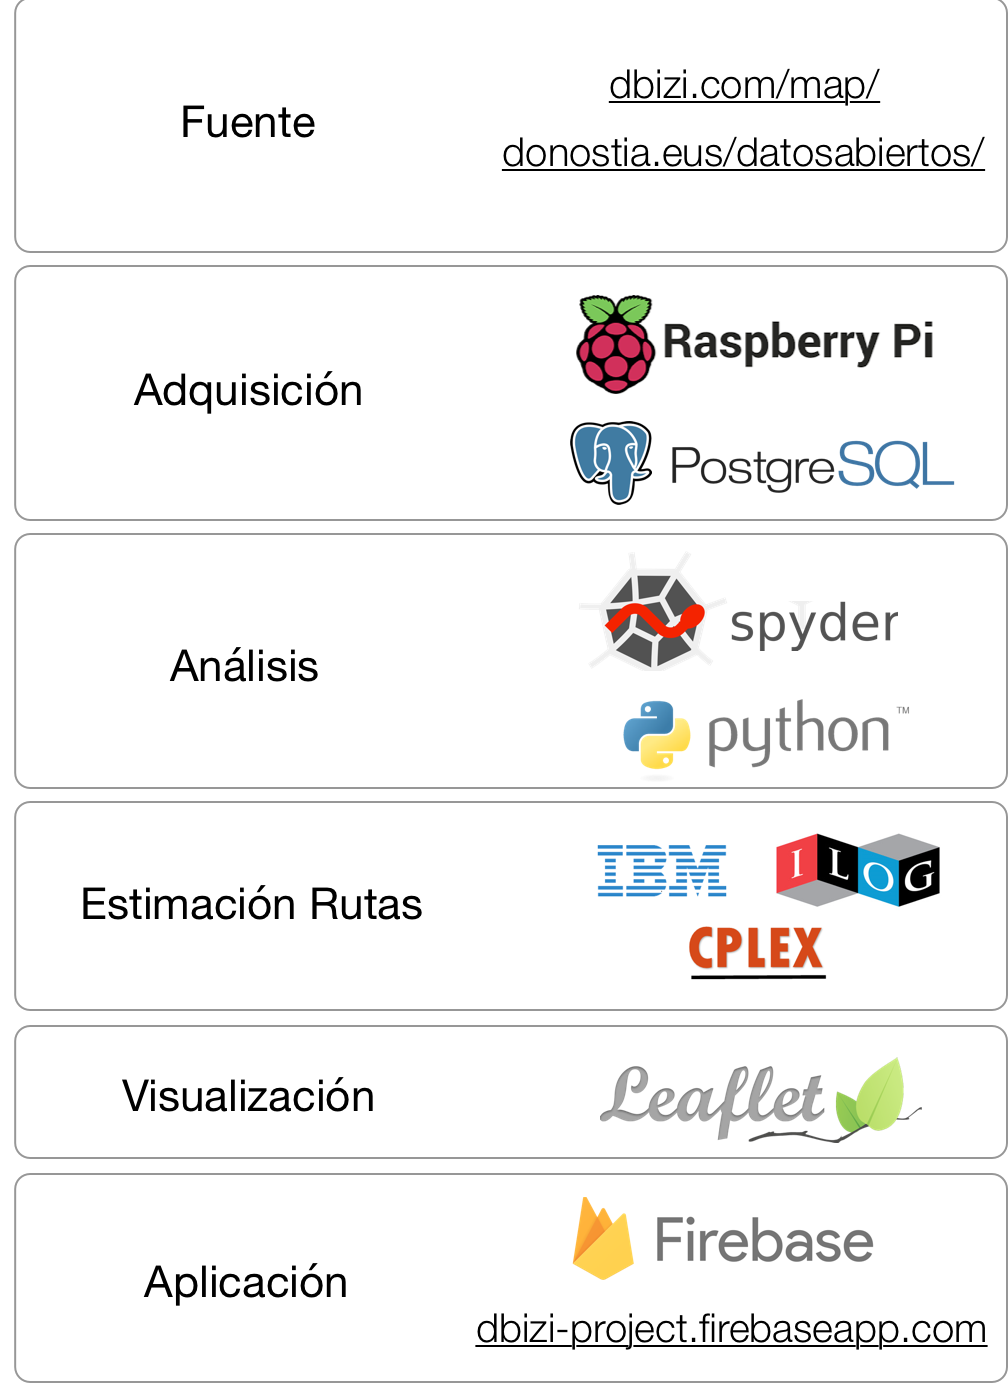 Fuente
dbizi.com/map/
donostia.eus/datosabiertos/
Adquisición
Raspberry Pi
PostgreSQL
Análisis
spyder
python™
Estimación Rutas
IBM ILOG
CPLEX
Visualización
Leaflet
Aplicación
Firebase
dbizi-project.firebaseapp.com